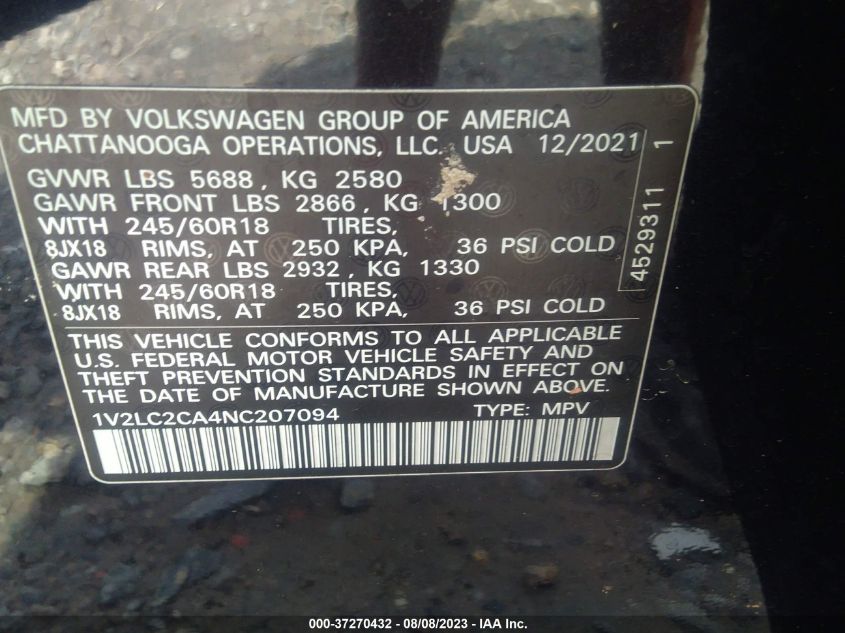 MFD BY VOLKSWAGEN GROUP OF AMERICA
CHATTANOOGA OPERATIONS, LLC, USA 12/2021
GVWR LBS 5688, KG 2580
GAWR FRONT LBS 2866, KG 1300
WITH 245/60R18 TIRES,
8JX18 RIMS, AT 250 KPA, 36 PSI COLD
GAWR REAR LBS 2932, KG 1330
WITH 245/60R18 TIRES,
8JX18 RIMS, AT 250 KPA, 36 PSI COLD
4529311 1
THIS VEHICLE CONFORMS TO ALL APPLICABLE
U.S. FEDERAL MOTOR VEHICLE SAFETY AND
THEFT PREVENTION STANDARDS IN EFFECT ON
THE DATE OF MANUFACTURE SHOWN ABOVE.
1V2LC2CA4NC207094 TYPE: MPV
000-37270432 - 08/08/2023 - IAA Inc.